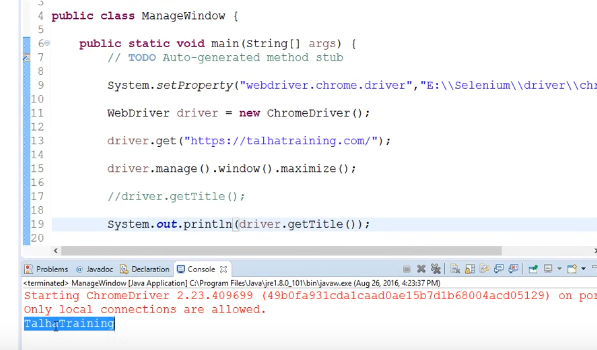 3
4 public class ManageWindow {
5
6 public static void main(String[] args) {
7 // TODO Auto-generated method stub
8
9 System.setProperty("webdriver.chrome.driver","E:\\Selenium\\driver\\chr
10
11 WebDriver driver = new ChromeDriver();
12
13 driver.get("https://talhatraining.com/");
14
15 driver.manage().window().maximize();
16
17 //driver.getTitle();
18
19 System.out.println(driver.getTitle());
20
Problems @ Javadoc Declaration Console
<terminated> ManageWindow [Java Application] C:\Program Files\Java\jre1.8.0_101\bin\javaw.exe (Aug 26, 2016, 4:23:37 PM)
Starting ChromeDriver 2.23.409699 (49b0fa931cda1caad0ae15b7d1b68004acd05129) on por
Only local connections are allowed.
TalhaTraining